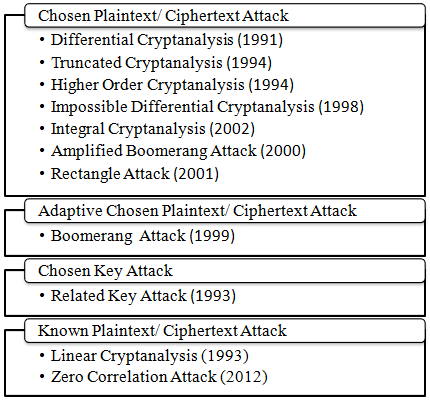 Chosen Plaintext/ Ciphertext Attack
• Differential Cryptanalysis (1991)
• Truncated Cryptanalysis (1994)
• Higher Order Cryptanalysis (1994)
• Impossible Differential Cryptanalysis (1998)
• Integral Cryptanalysis (2002)
• Amplified Boomerang Attack (2000)
• Rectangle Attack (2001)
Adaptive Chosen Plaintext/ Ciphertext Attack
• Boomerang Attack (1999)
Chosen Key Attack
• Related Key Attack (1993)
Known Plaintext/ Ciphertext Attack
• Linear Cryptanalysis (1993)
• Zero Correlation Attack (2012)